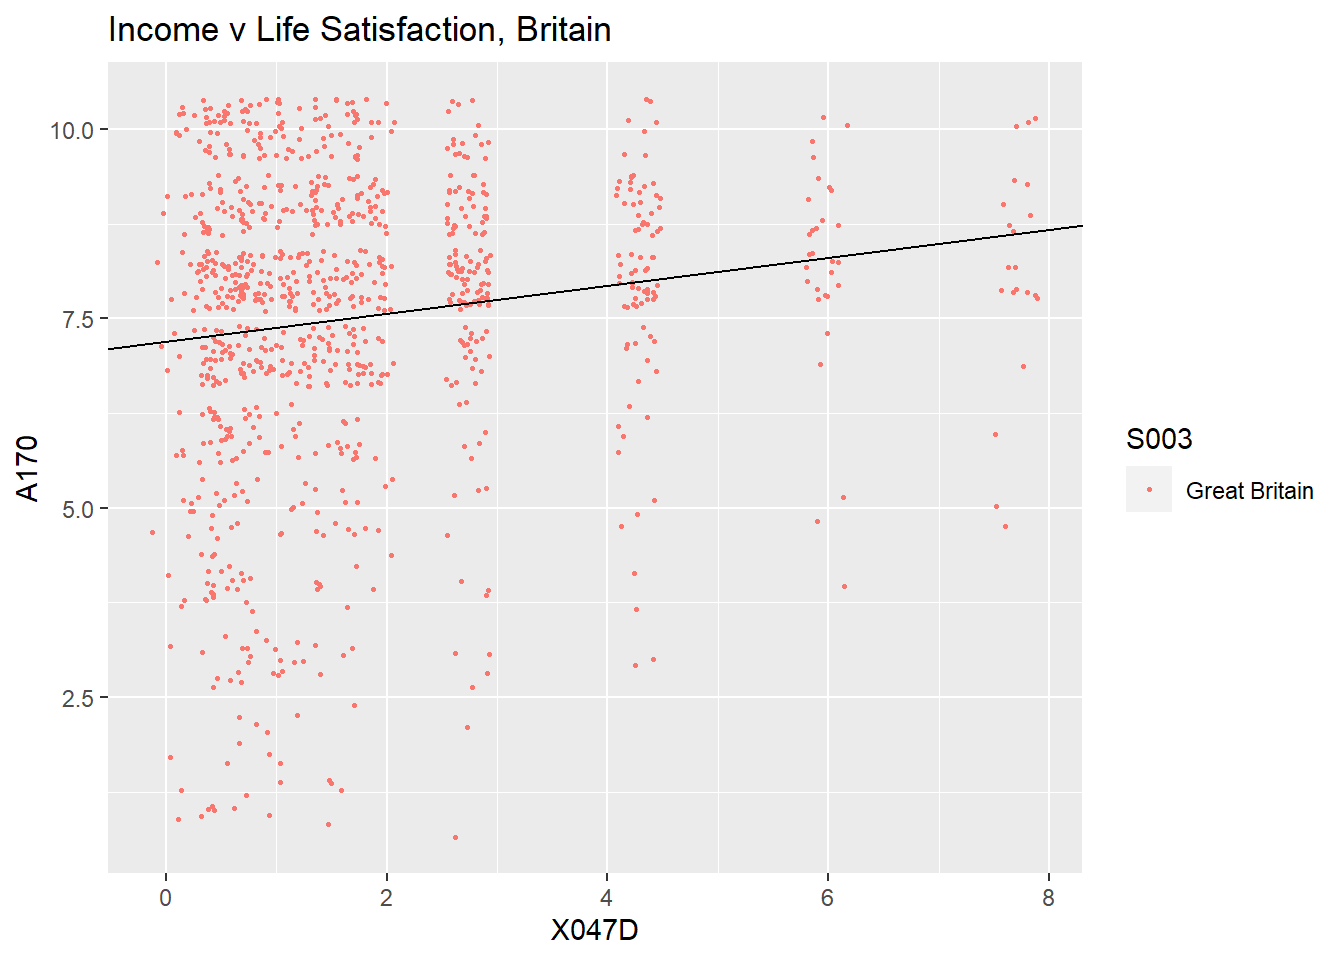 Income v Life Satisfaction, Britain
10.0
7.5
5.0
2.5
A170
0 2 4 6 8
X047D
S003
Great Britain